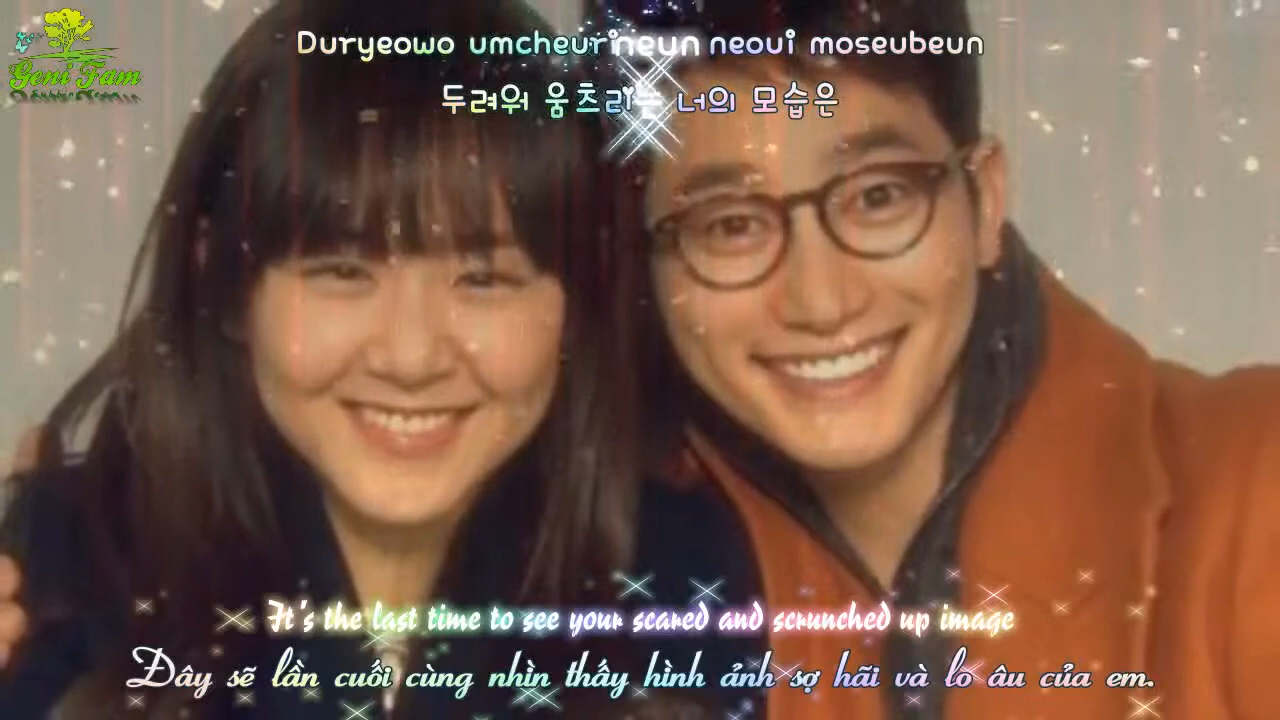 Geni Fam
Duryeowo umcheurineun neoui moseubeun
두려워 움츠리는 너의 모습은
It's the last time to see your scared and scrunched up image
Đây sẽ lần cuối cùng nhìn thấy hình ảnh sợ hãi và lo âu của em.